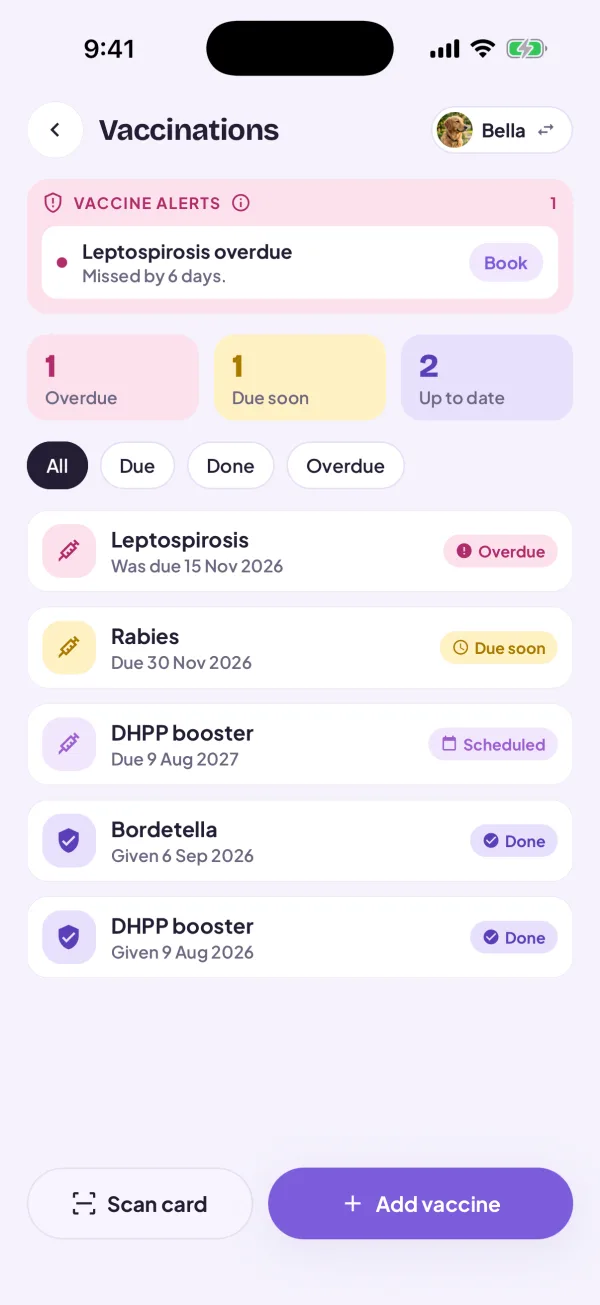 9:41
Vaccinations
Bella
VACCINE ALERTS
1
Leptospirosis overdue
Missed by 6 days.
Book
1
Overdue
1
Due soon
2
Up to date
All
Due
Done
Overdue
Leptospirosis
Was due 15 Nov 2026
Overdue
Rabies
Due 30 Nov 2026
Due soon
DHPP booster
Due 9 Aug 2027
Scheduled
Bordetella
Given 6 Sep 2026
Done
DHPP booster
Given 9 Aug 2026
Done
Scan card
Add vaccine